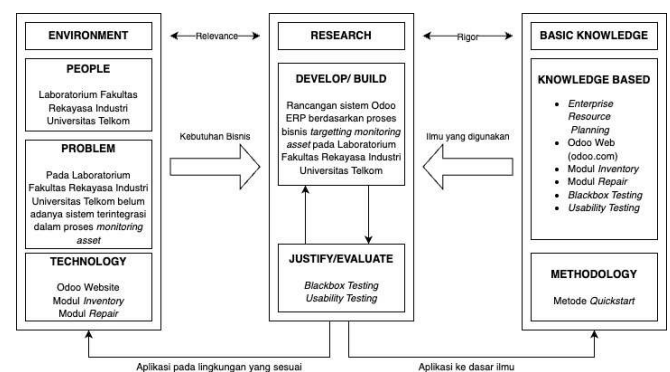 ENVIRONMENT
PEOPLE
Laboratorium Fakultas
Rekayasa Industri
Universitas Telkom
PROBLEM
Pada Laboratorium
Fakultas Rekayasa Industri
Universitas Telkom belum
adanya sistem terintegrasi
dalam proses monitoring
asset
TECHNOLOGY
Odoo Website
Modul Inventory
Modul Repair
Relevance
Kebutuhan Bisnis
RESEARCH
DEVELOP/ BUILD
Rancangan sistem Odoo
ERP berdasarkan proses
bisnis targetting monitoring
asset pada Laboratorium
Fakultas Rekayasa Industri
Universitas Telkom
JUSTIFY/EVALUATE
Blackbox Testing
Usability Testing
Rigor
Ilmu yang digunakan
BASIC KNOWLEDGE
KNOWLEDGE BASED
• Enterprise
Resource
Planning
• Odoo Web
(odoo.com)
• Modul Inventory
• Modul Repair
• Blackbox Testing
• Usability Testing
METHODOLOGY
Metode Quickstart
Aplikasi pada lingkungan yang sesuai
Aplikasi ke dasar ilmu